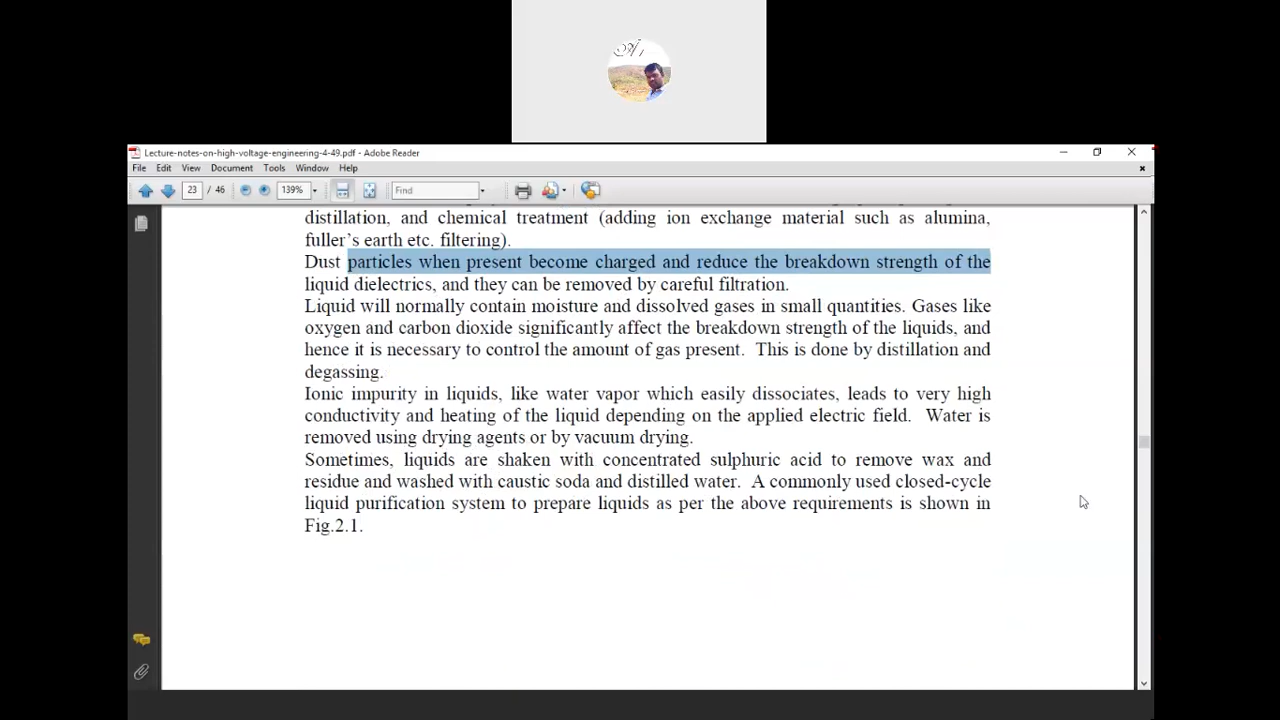 Lecture-notes-on-high-voltage-engineering-4-49.pdf - Adobe Reader
File Edit View Document Tools Window Help
23 / 46 139% Find
distillation, and chemical treatment (adding ion exchange material such as alumina,
fuller's earth etc. filtering).
Dust particles when present become charged and reduce the breakdown strength of the
liquid dielectrics, and they can be removed by careful filtration.
Liquid will normally contain moisture and dissolved gases in small quantities. Gases like
oxygen and carbon dioxide significantly affect the breakdown strength of the liquids, and
hence it is necessary to control the amount of gas present. This is done by distillation and
degassing.
Ionic impurity in liquids, like water vapor which easily dissociates, leads to very high
conductivity and heating of the liquid depending on the applied electric field. Water is
removed using drying agents or by vacuum drying.
Sometimes, liquids are shaken with concentrated sulphuric acid to remove wax and
residue and washed with caustic soda and distilled water. A commonly used closed-cycle
liquid purification system to prepare liquids as per the above requirements is shown in
Fig.2.1.